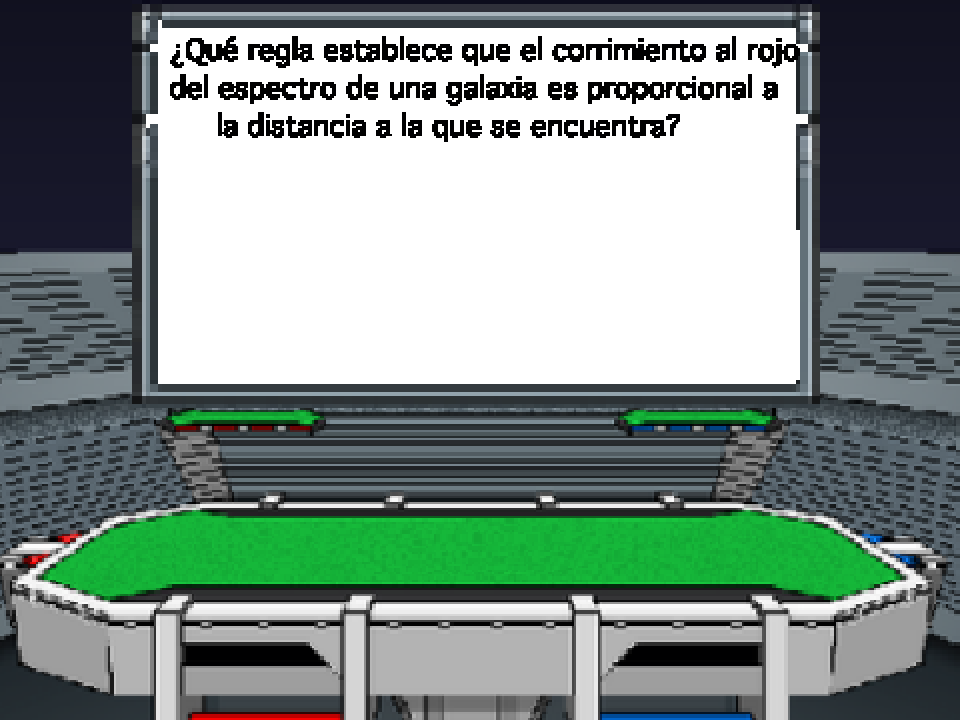 ¿Qué regla establece que el corrimiento al rojo
del espectro de una galaxia es proporcional a
la distancia a la que se encuentra?